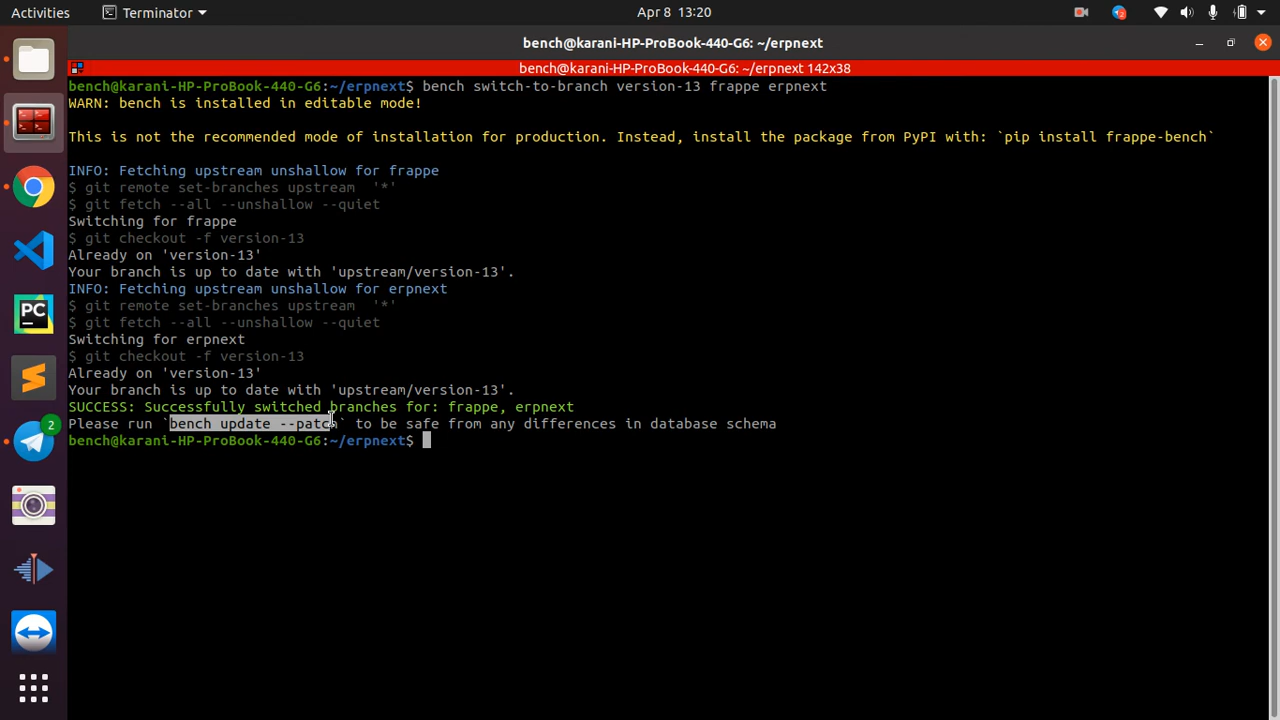 Activities
Terminator
Apr 8 13:20
2
bench@karani-HP-ProBook-440-G6: ~/erpnext
bench@karani-HP-ProBook-440-G6: ~/erpnext 142x38
bench@karani-HP-ProBook-440-G6:~/erpnext$ bench switch-to-branch version-13 frappe erpnext
WARN: bench is installed in editable mode!
This is not the recommended mode of installation for production. Instead, install the package from PyPI with: `pip install frappe-bench`
INFO: Fetching upstream unshallow for frappe
$ git remote set-branches upstream  '*'
$ git fetch --all --unshallow --quiet
Switching for frappe
$ git checkout -f version-13
Already on 'version-13'
Your branch is up to date with 'upstream/version-13'.
INFO: Fetching upstream unshallow for erpnext
$ git remote set-branches upstream  '*'
$ git fetch --all --unshallow --quiet
Switching for erpnext
$ git checkout -f version-13
Already on 'version-13'
Your branch is up to date with 'upstream/version-13'.
SUCCESS: Successfully switched branches for: frappe, erpnext
Please run `bench update --patch` to be safe from any differences in database schema
bench@karani-HP-ProBook-440-G6:~/erpnext$
PC
2